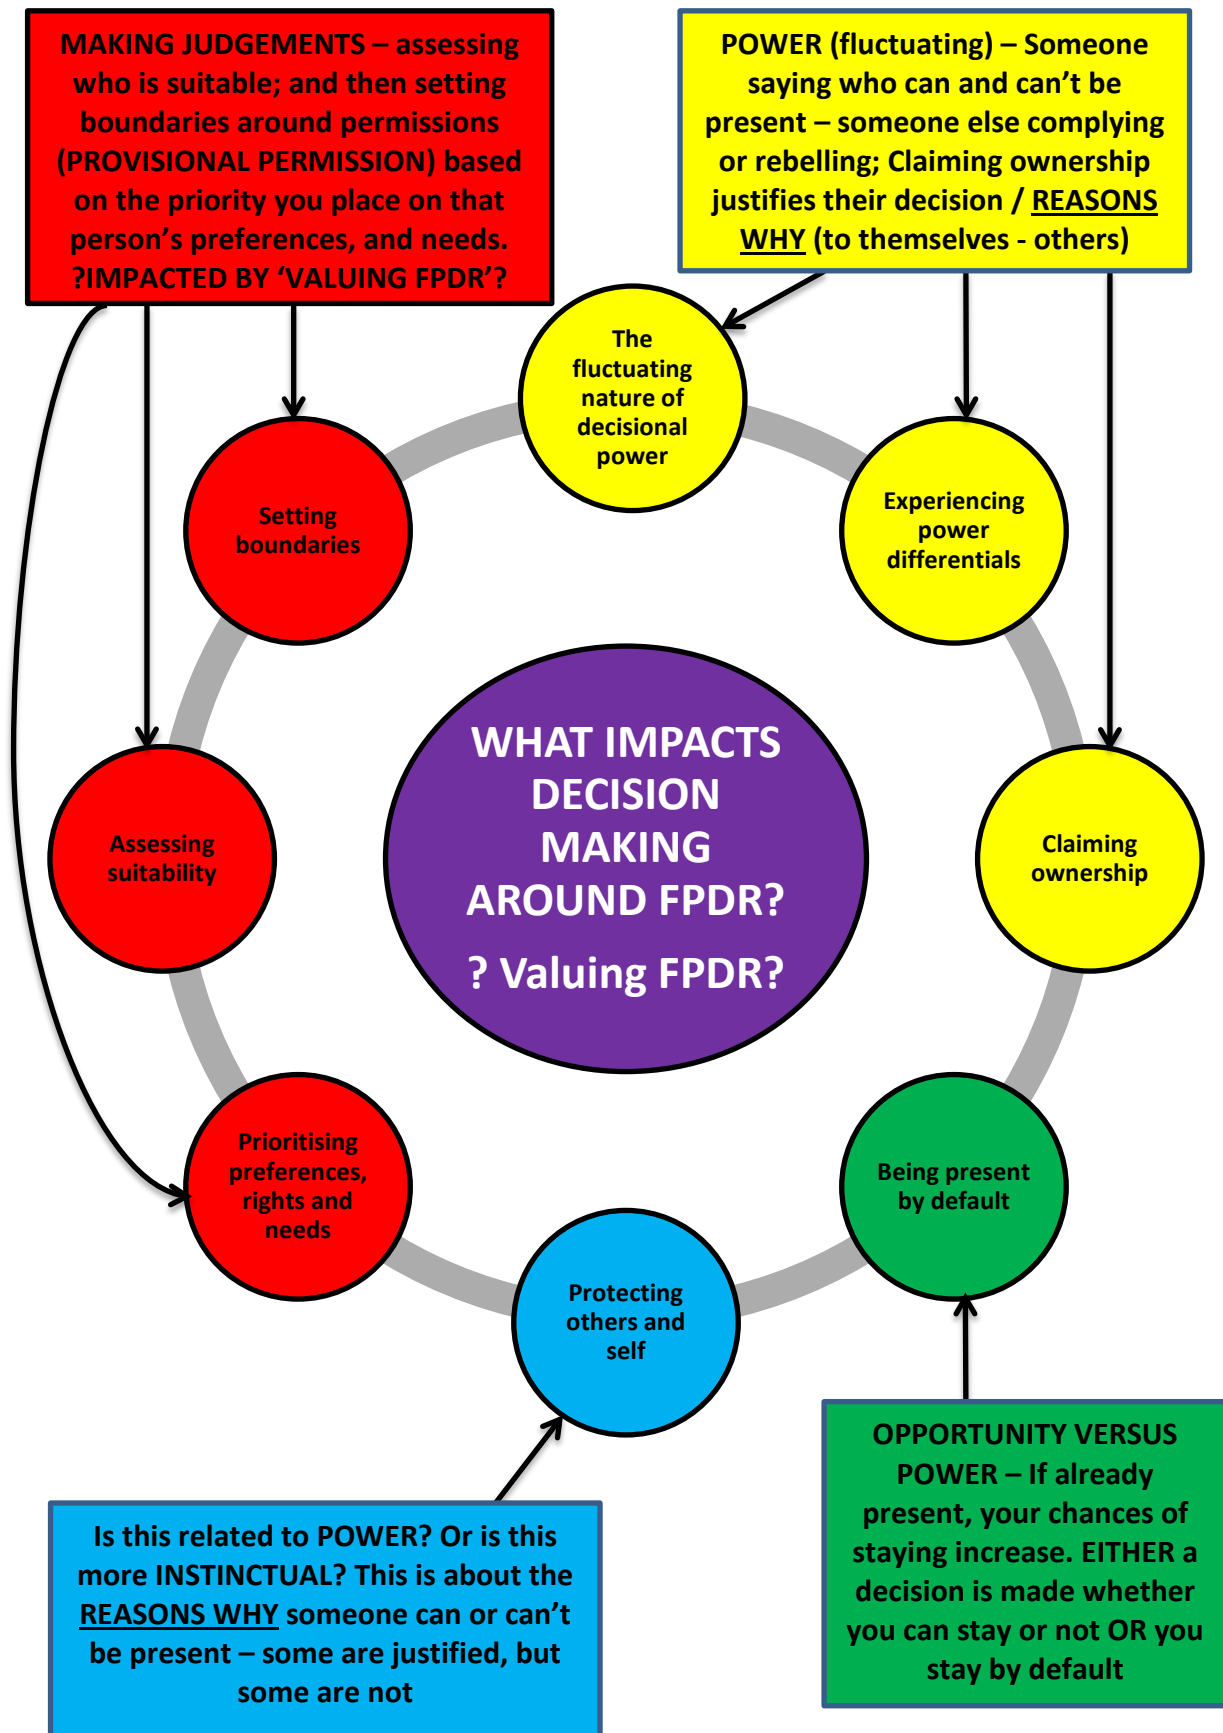 MAKING JUDGEMENTS – assessing
who is suitable; and then setting
boundaries around permissions
(PROVISIONAL PERMISSION) based
on the priority you place on that
person's preferences, and needs.
?IMPACTED BY 'VALUING FPDR'?
POWER (fluctuating) – Someone
saying who can and can't be
present – someone else complying
or rebelling; Claiming ownership
justifies their decision / REASONS
WHY (to themselves - others)
The
fluctuating
nature of
decisional
power
Setting
boundaries
Experiencing
power
differentials
WHAT IMPACTS
DECISION
MAKING
AROUND FPDR?
? Valuing FPDR?
Assessing
suitability
Claiming
ownership
Prioritising
preferences,
rights and
needs
Being present
by default
Protecting
others and
self
Is this related to POWER? Or is this
more INSTINCTUAL? This is about the
REASONS WHY someone can or can't
be present – some are justified, but
some are not
OPPORTUNITY VERSUS
POWER – If already
present, your chances of
staying increase. EITHER a
decision is made whether
you can stay or not OR you
stay by default